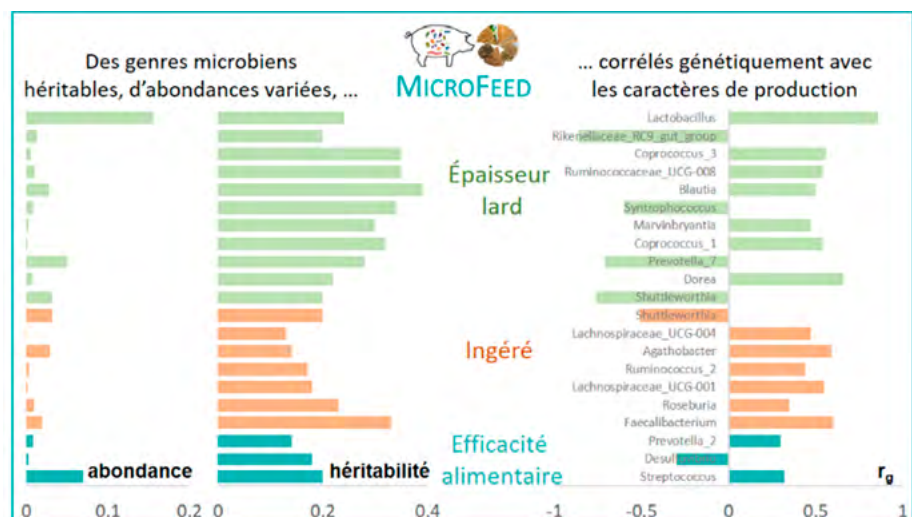 Des genres microbiens
héritables, d'abondances variées, ...
MICROFEED
... corrélés génétiquement avec
les caractères de production
Lactobacillus
Rikenellaceae_RC9_gut_group
Coprococcus_3
Ruminococcaceae_UCG-008
Épaisseur
lard
Blautia
Syntrophococcus
Marvinbryantia
Coprococcus_1
Prevotella_7
Dorea
Shuttleworthia
Shuttleworthia
Lachnospiraceae_UCG-004
Ingéré
Agathobacter
Ruminococcus_2
Lachnospiraceae_UCG-001
Roseburia
Faecalibacterium
Efficacité
alimentaire
Prevotella_2
Streptococcus
abondance
héritabilité
rg
0 0.1 0.2
0 0.2 0.4
-1 -0.5 0 0.5 1